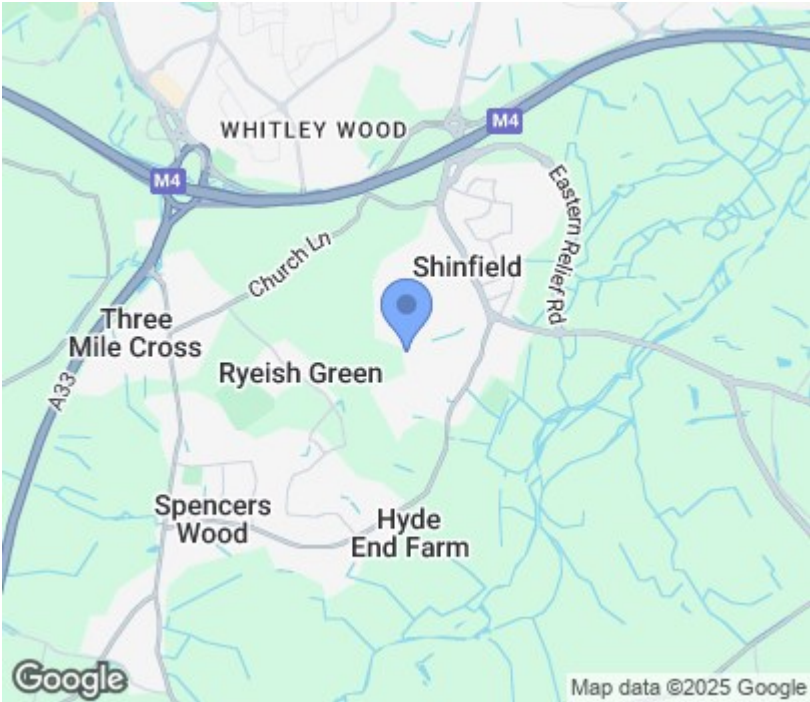 WHITLEY WOOD
M4
M4
Eastern Relief Rd
Church Ln
Shinfield
Three
Mile Cross
Ryeish Green
A33
Spencers
Wood
Hyde
End Farm
Google
Map data ©2025 Google